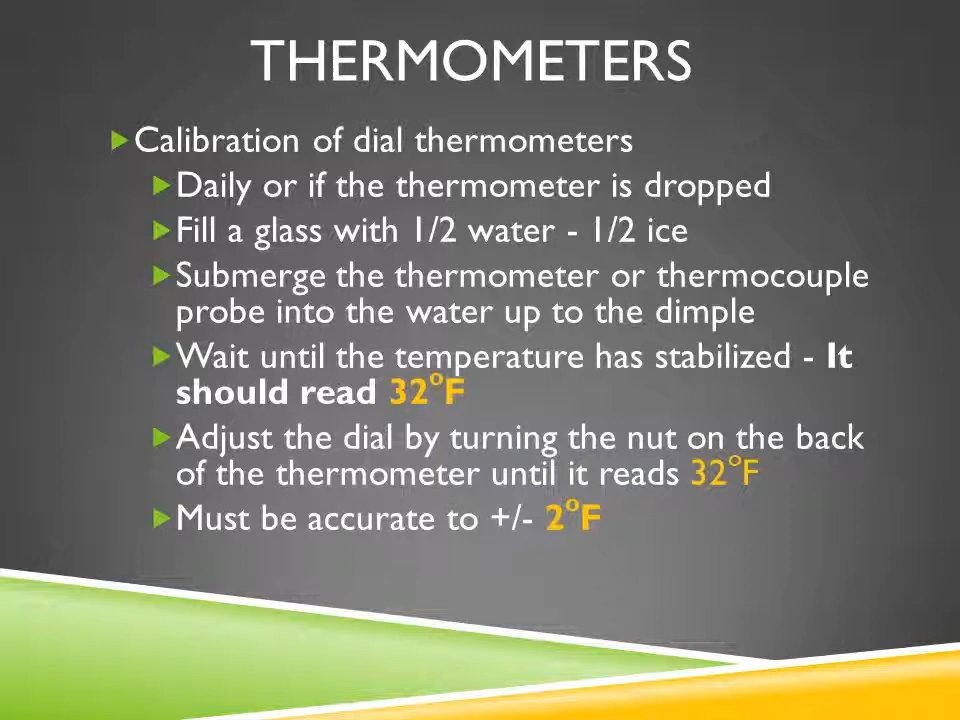 THERMOMETERS
Calibration of dial thermometers
Daily or if the thermometer is dropped
Fill a glass with 1/2 water - 1/2 ice
Submerge the thermometer or thermocouple
probe into the water up to the dimple
Wait until the temperature has stabilized - It
should read 32°F
Adjust the dial by turning the nut on the back
of the thermometer until it reads 32°F
Must be accurate to +/- 2°F